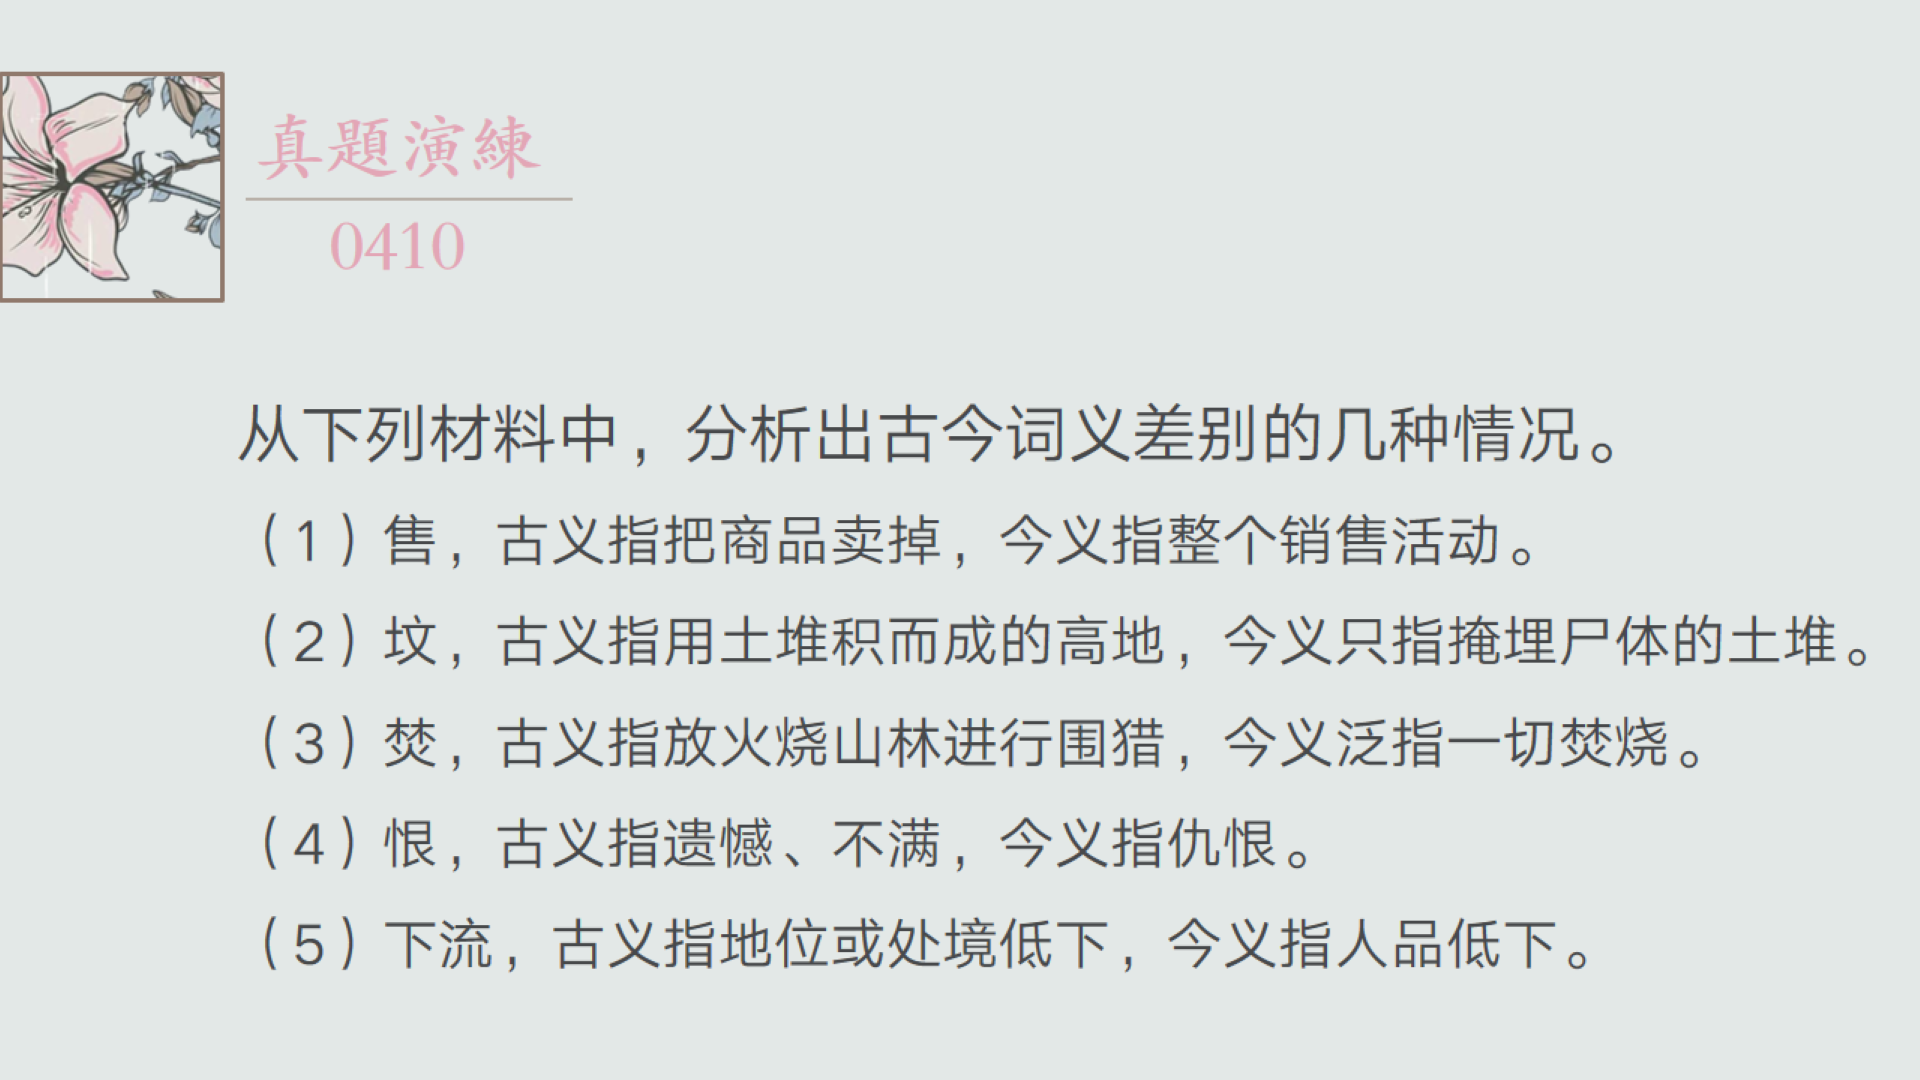 真題演練
0410
从下列材料中，分析出古今词义差别的几种情况。
（1）售，古义指把商品卖掉，今义指整个销售活动。
（2）坟，古义指用土堆积而成的高地，今义只指掩埋尸体的土堆。
（3）焚，古义指放火烧山林进行围猎，今义泛指一切焚烧。
（4）恨，古义指遗憾、不满，今义指仇恨。
（5）下流，古义指地位或处境低下，今义指人品低下。